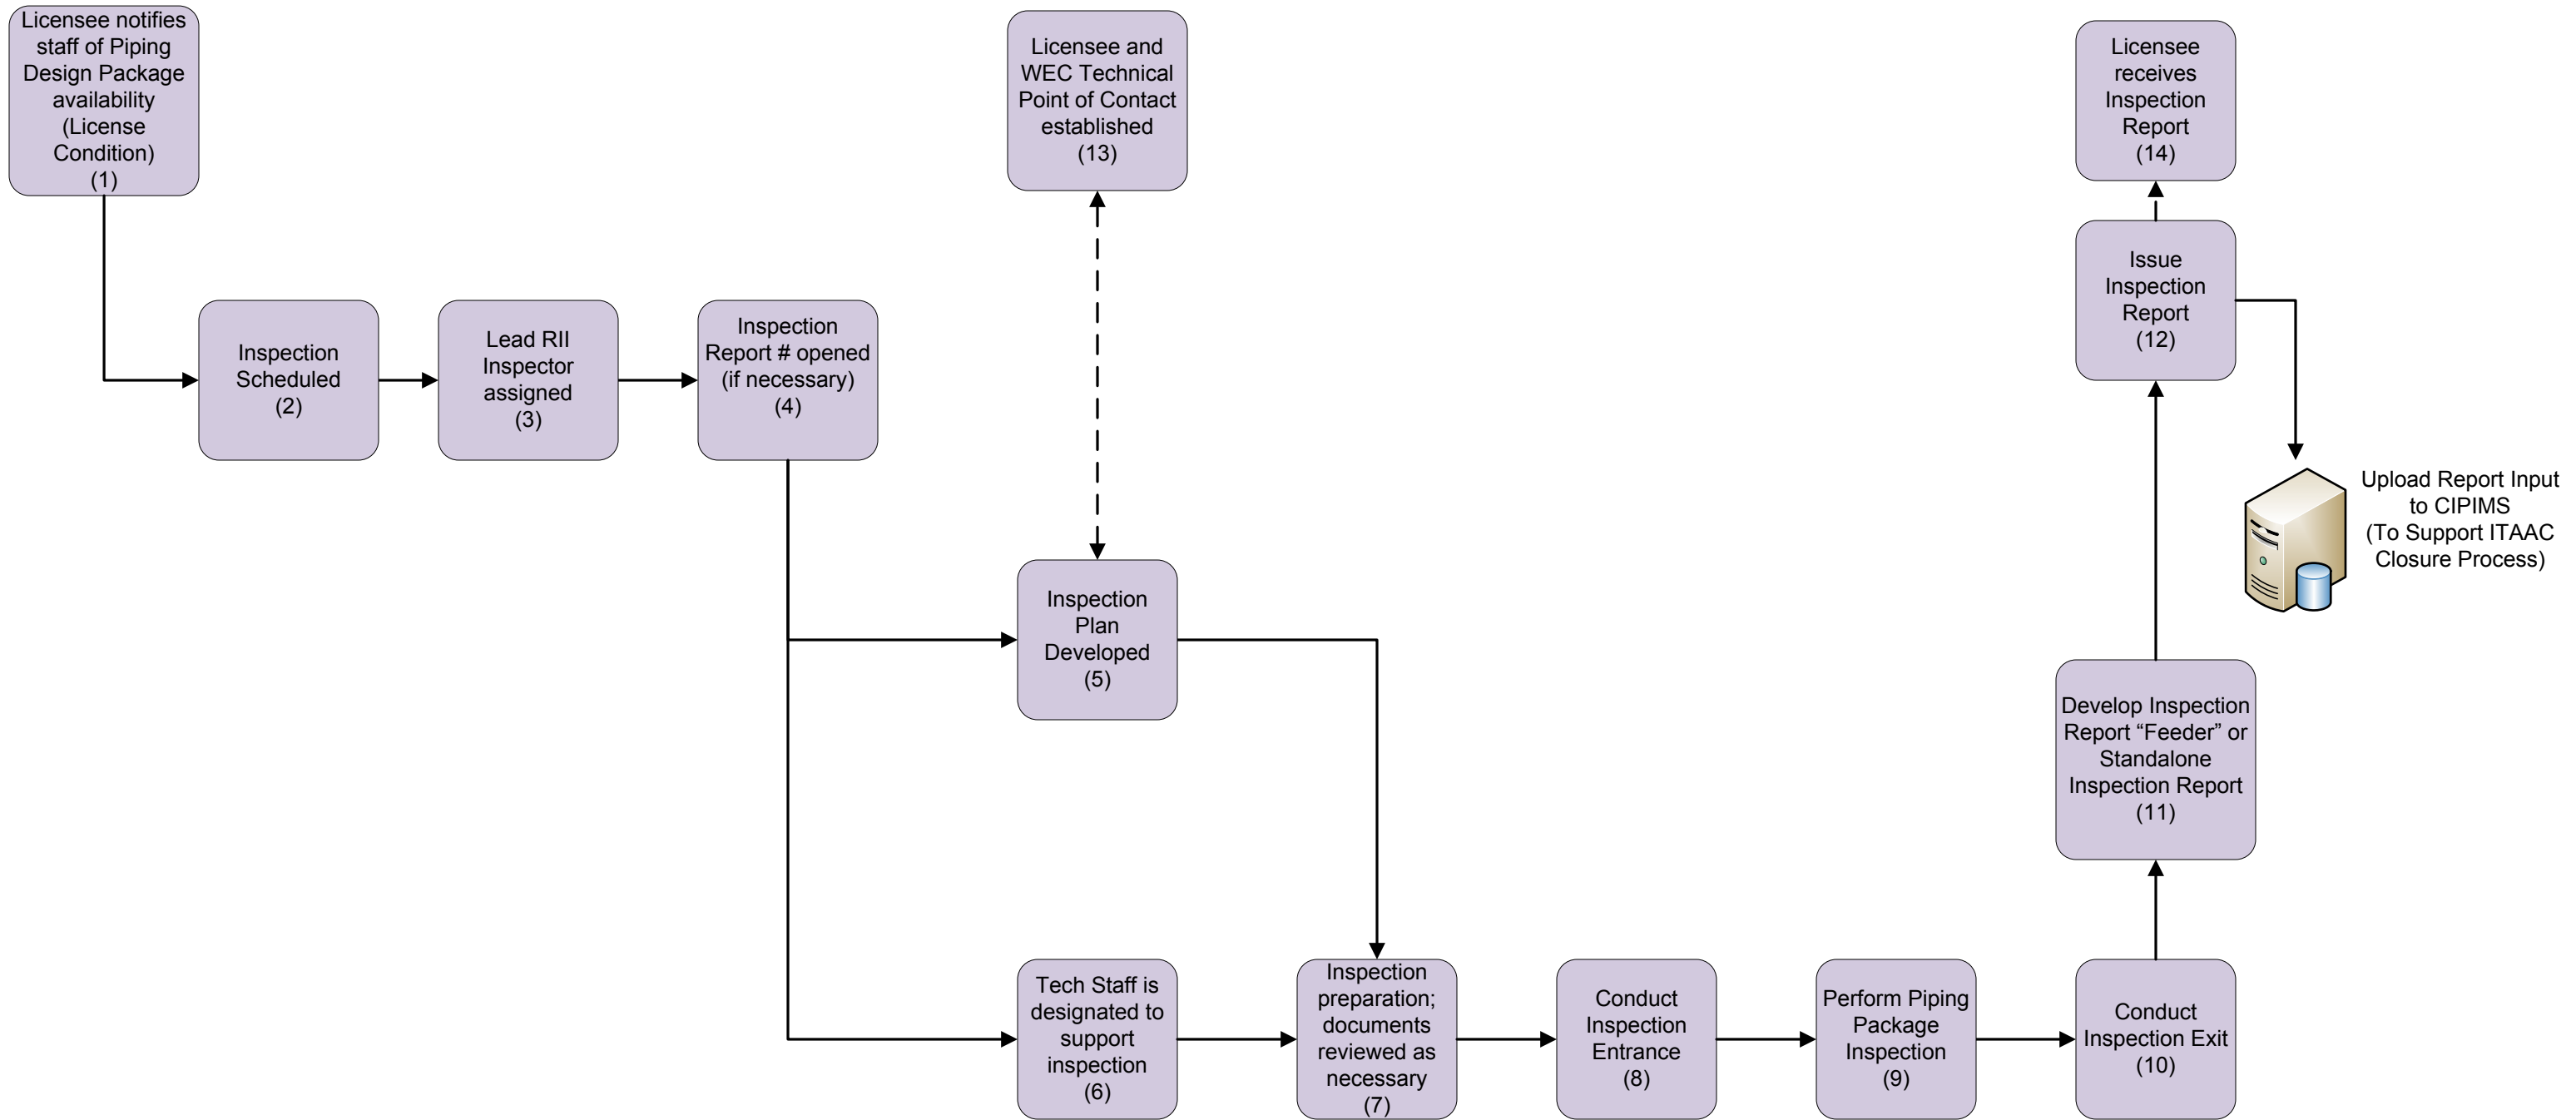 Licensee notifies
staff of Piping
Design Package
availability
(License
Condition)
(1)
Inspection
Scheduled
(2)
Lead RII
Inspector
assigned
(3)
Inspection
Report # opened
(if necessary)
(4)
Licensee and
WEC Technical
Point of Contact
established
(13)
Inspection
Plan
Developed
(5)
Tech Staff is
designated to
support
inspection
(6)
Inspection
preparation;
documents
reviewed as
necessary
(7)
Conduct
Inspection
Entrance
(8)
Perform Piping
Package
Inspection
(9)
Conduct
Inspection Exit
(10)
Develop Inspection
Report “Feeder” or
Standalone
Inspection Report
(11)
Issue
Inspection
Report
(12)
Licensee
receives
Inspection
Report
(14)
Upload Report Input
to CIPIMS
(To Support ITAAC
Closure Process)